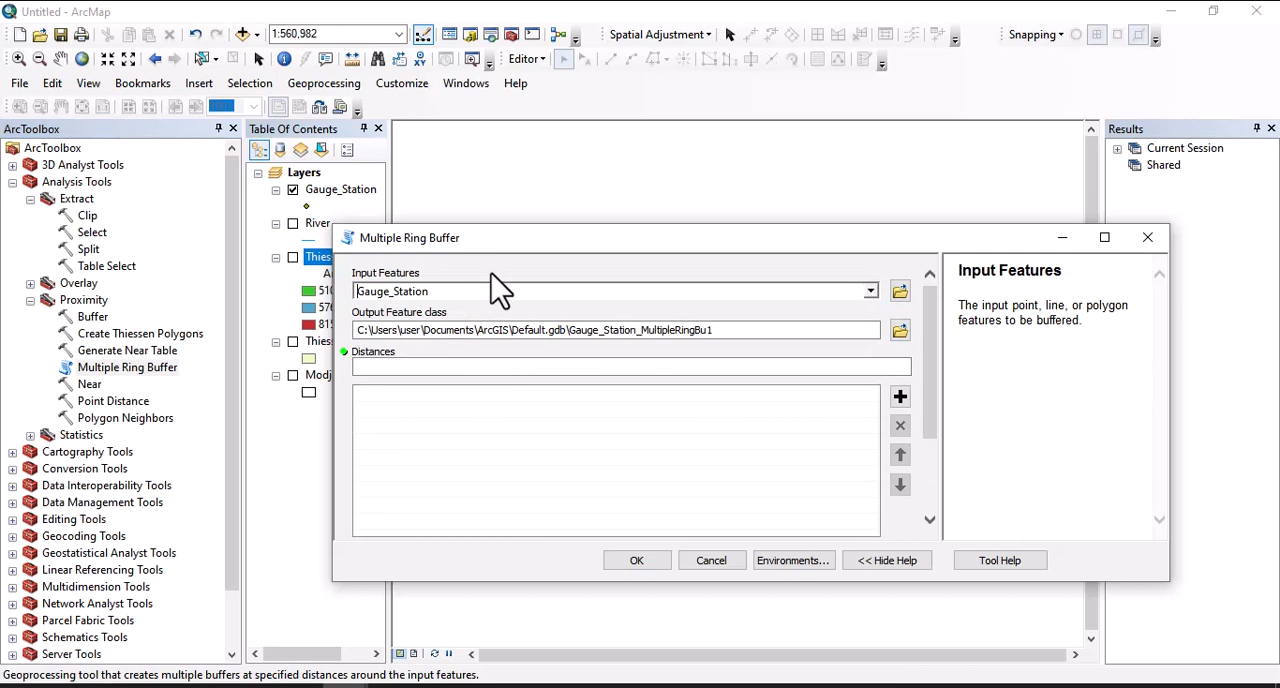 Untitled - ArcMap
1:560,982
Spatial Adjustment
Snapping
Editor
File Edit View Bookmarks Insert Selection Geoprocessing Customize Windows Help
ArcToolbox
ArcToolbox
3D Analyst Tools
Analysis Tools
Extract
Clip
Select
Split
Table Select
Overlay
Proximity
Buffer
Create Thiessen Polygons
Generate Near Table
Multiple Ring Buffer
Near
Point Distance
Polygon Neighbors
Statistics
Cartography Tools
Conversion Tools
Data Interoperability Tools
Data Management Tools
Editing Tools
Geocoding Tools
Geostatistical Analyst Tools
Linear Referencing Tools
Multidimension Tools
Network Analyst Tools
Parcel Fabric Tools
Schematics Tools
Server Tools
Table Of Contents
Layers
Gauge_Station
River
Thies
A
510
576
815
Thies
Modj
Multiple Ring Buffer
Input Features
Gauge_Station
Output Feature class
C:\Users\user\Documents\ArcGIS\Default.gdb\Gauge_Station_MultipleRingBu1
Distances
OK Cancel Environments... << Hide Help Tool Help
Input Features
The input point, line, or polygon
features to be buffered.
Results
Current Session
Shared
Geoprocessing tool that creates multiple buffers at specified distances around the input features.